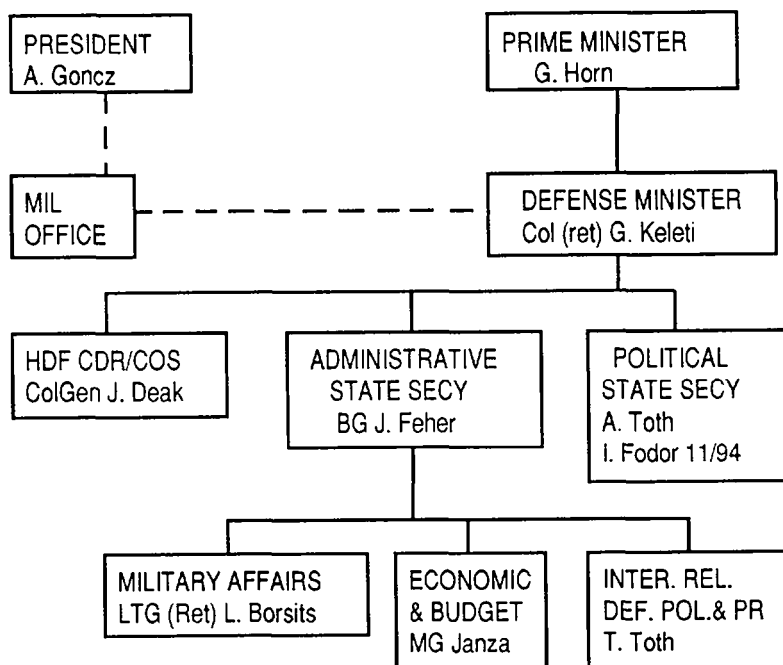 PRESIDENT
A. Goncz
PRIME MINISTER
G. Horn
MIL
OFFICE
DEFENSE MINISTER
Col (ret) G. Keleti
HDF CDR/COS
ColGen J. Deak
ADMINISTRATIVE
STATE SECY
BG J. Feher
POLITICAL
STATE SECY
A. Toth
I. Fodor 11/94
MILITARY AFFAIRS
LTG (Ret) L. Borsits
ECONOMIC
& BUDGET
MG Janza
INTER. REL.
DEF. POL.& PR
T. Toth